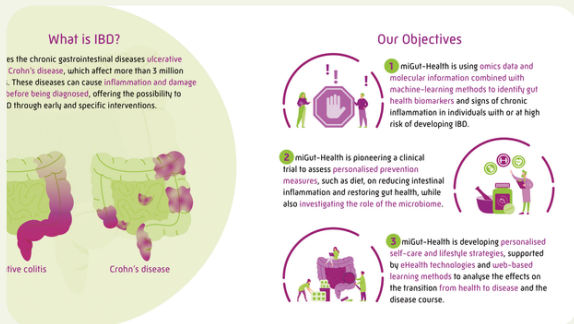 What is IBD?
es the chronic gastrointestinal diseases ulcerative
Crohn's disease, which affect more than 3 million
. These diseases can cause inflammation and damage
before being diagnosed, offering the possibility to
D through early and specific interventions.
tive colitis
Crohn's disease
Our Objectives
1 miGut-Health is using omics data and
molecular information combined with
machine-learning methods to identify gut
health biomarkers and signs of chronic
inflammation in individuals with or at high
risk of developing IBD.
2 miGut-Health is pioneering a clinical
trial to assess personalised prevention
measures, such as diet, on reducing intestinal
inflammation and restoring gut health, while
also investigating the role of the microbiome.
3 miGut-Health is developing personalised
self-care and lifestyle strategies, supported
by eHealth technologies and web-based
learning methods to analyse the effects on
the transition from health to disease and the
disease course.